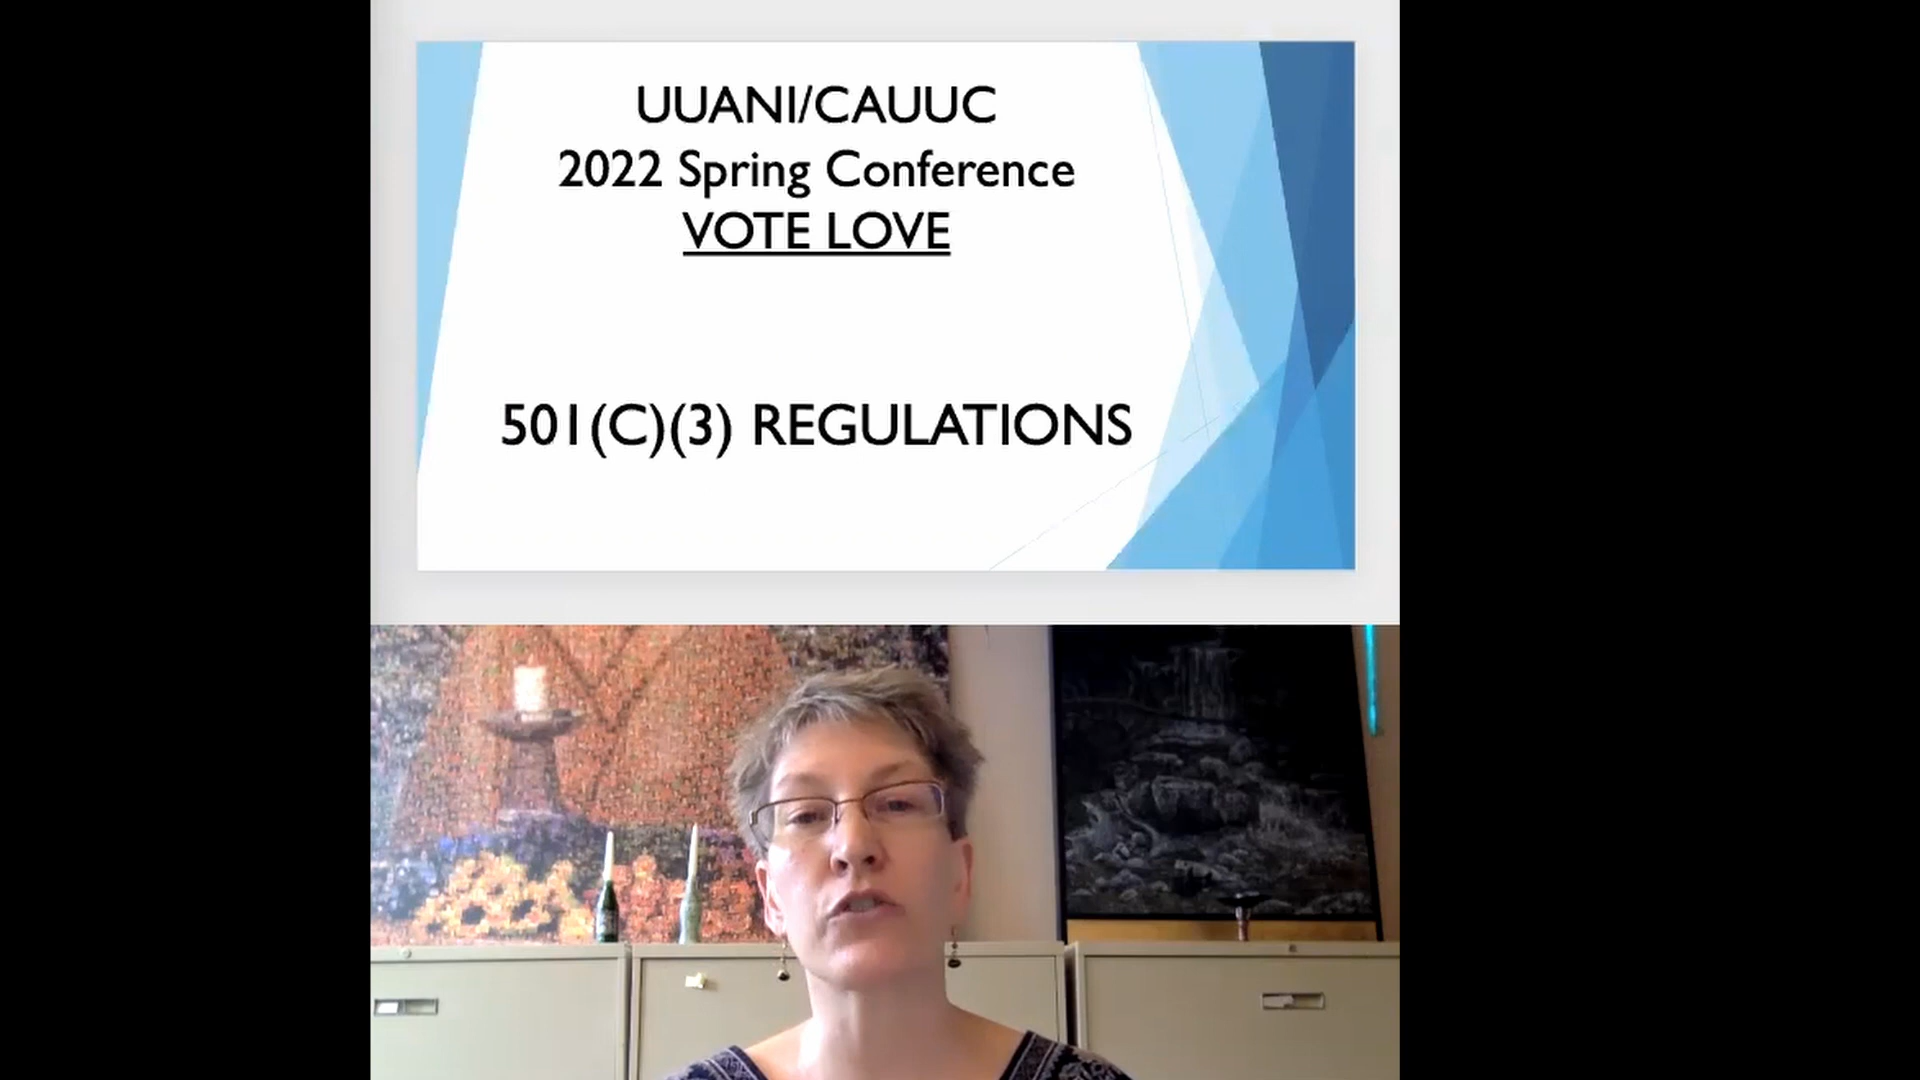 UUANI/CAUUC
2022 Spring Conference
VOTE LOVE
501(C)(3) REGULATIONS